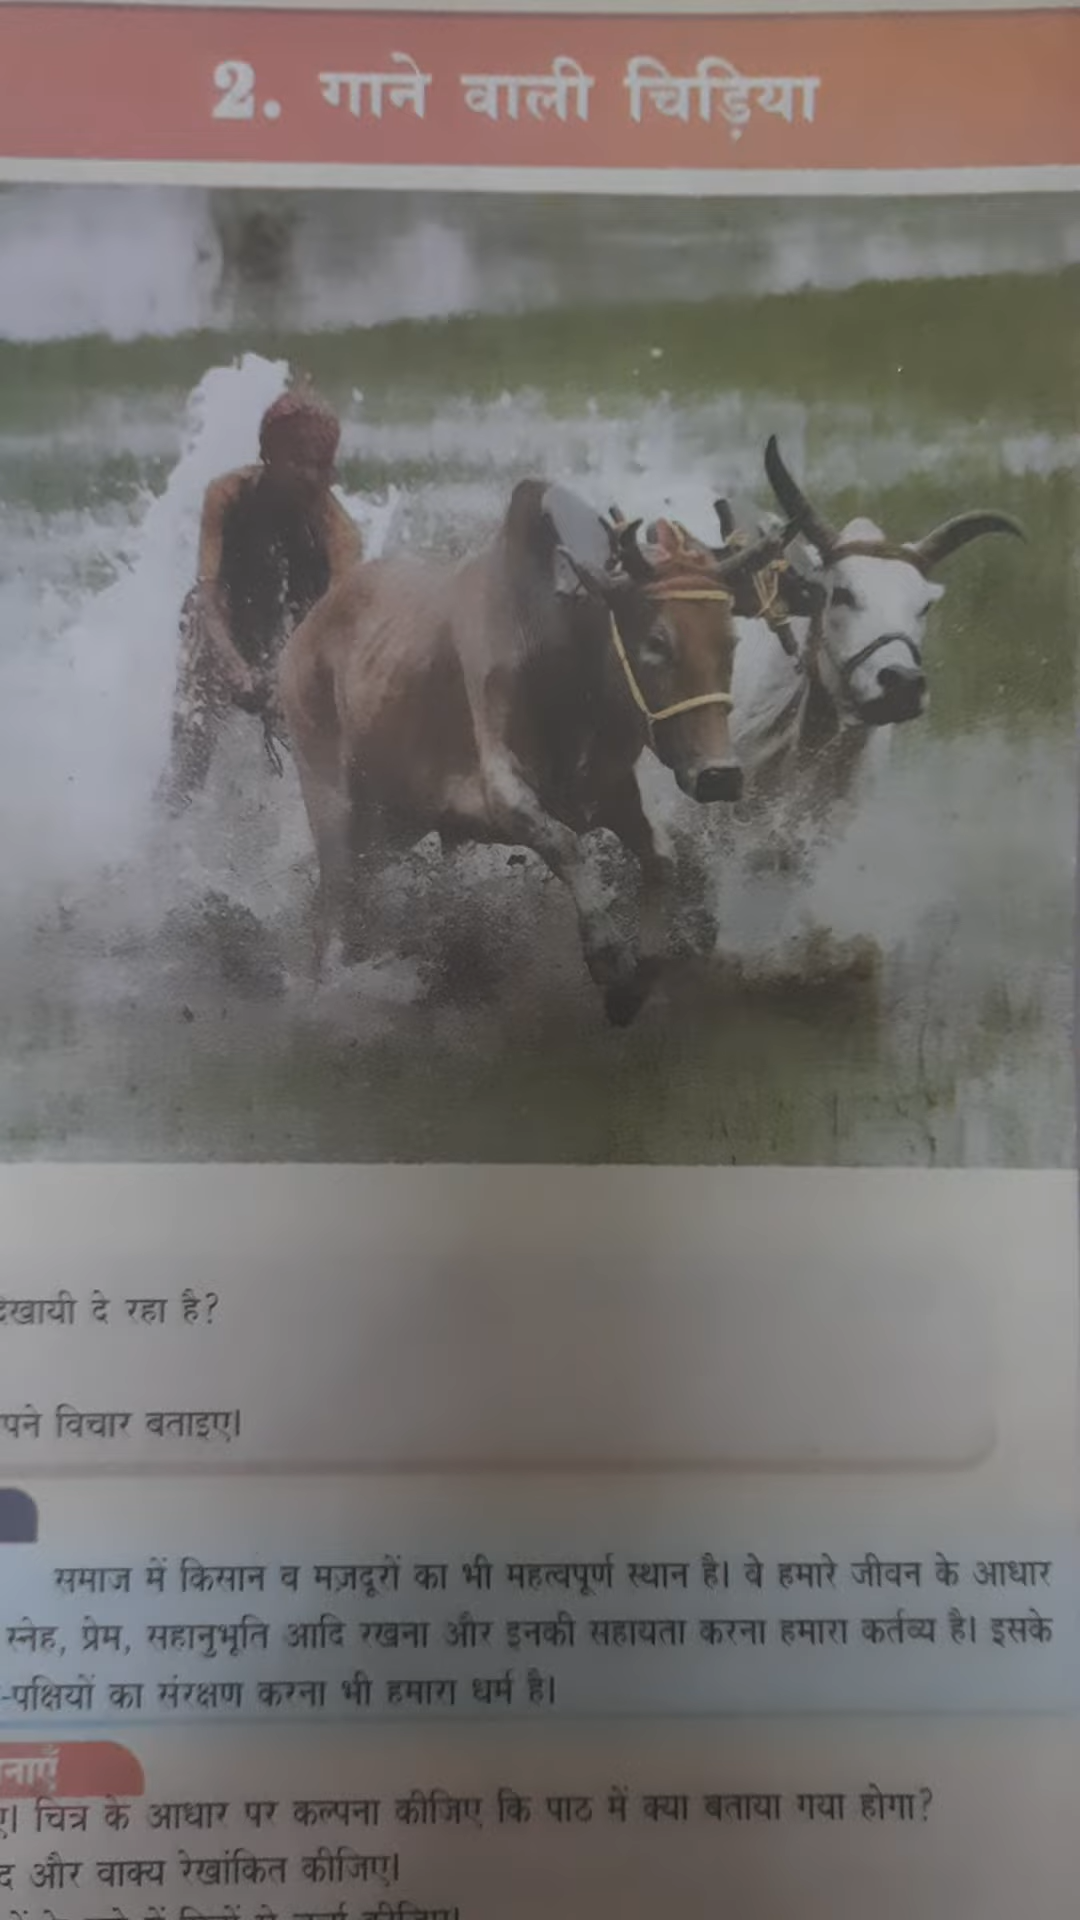 2. गाने वाली चिड़िया
दे रहा है?
विचार बताइए।
समाज में किसान व मज़दूरों का भी महत्वपूर्ण स्थान है। वे हमारे जीवन के आधार
स्नेह, प्रेम, सहानुभूति आदि रखना और इनकी सहायता करना हमारा कर्तव्य है। इसके
-पक्षियों का संरक्षण करना भी हमारा धर्म है।
चित्र के आधार पर कल्पना कीजिए कि पाठ में क्या बताया गया होगा?
और वाक्य रेखांकित कीजिए।